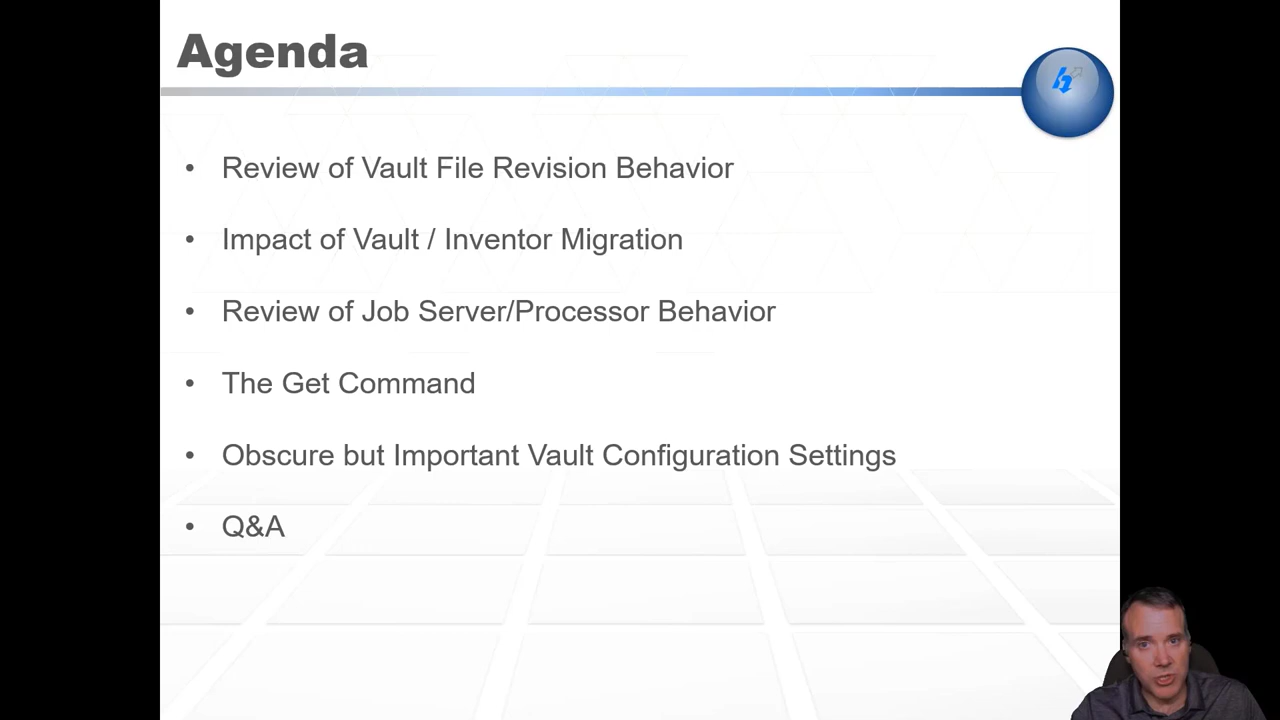 Agenda
• Review of Vault File Revision Behavior
• Impact of Vault / Inventor Migration
• Review of Job Server/Processor Behavior
• The Get Command
• Obscure but Important Vault Configuration Settings
• Q&A